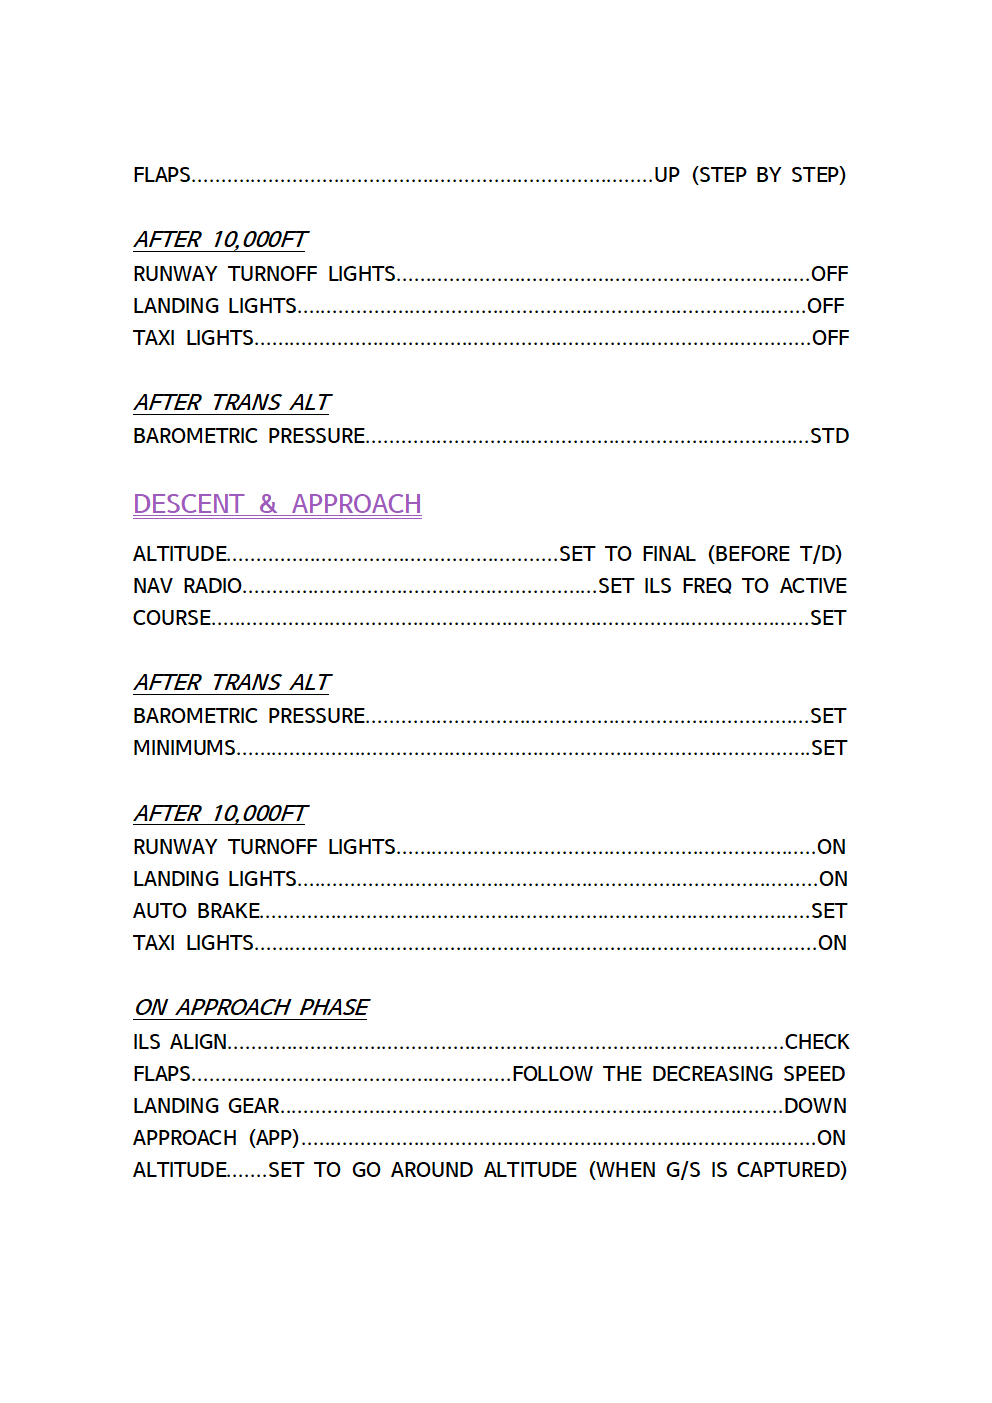 FLAPS..............................................................................UP (STEP BY STEP)
AFTER 10,000FT
RUNWAY TURNOFF LIGHTS......................................................................OFF
LANDING LIGHTS......................................................................................OFF
TAXI LIGHTS..............................................................................................OFF
AFTER TRANS ALT
BAROMETRIC PRESSURE...........................................................................STD
DESCENT & APPROACH
ALTITUDE........................................................SET TO FINAL (BEFORE T/D)
NAV RADIO............................................................SET ILS FREQ TO ACTIVE
COURSE.....................................................................................................SET
AFTER TRANS ALT
BAROMETRIC PRESSURE...........................................................................SET
MINIMUMS.................................................................................................SET
AFTER 10,000FT
RUNWAY TURNOFF LIGHTS.......................................................................ON
LANDING LIGHTS........................................................................................ON
AUTO BRAKE.............................................................................................SET
TAXI LIGHTS...............................................................................................ON
ON APPROACH PHASE
ILS ALIGN..............................................................................................CHECK
FLAPS......................................................FOLLOW THE DECREASING SPEED
LANDING GEAR.....................................................................................DOWN
APPROACH (APP).......................................................................................ON
ALTITUDE.......SET TO GO AROUND ALTITUDE (WHEN G/S IS CAPTURED)